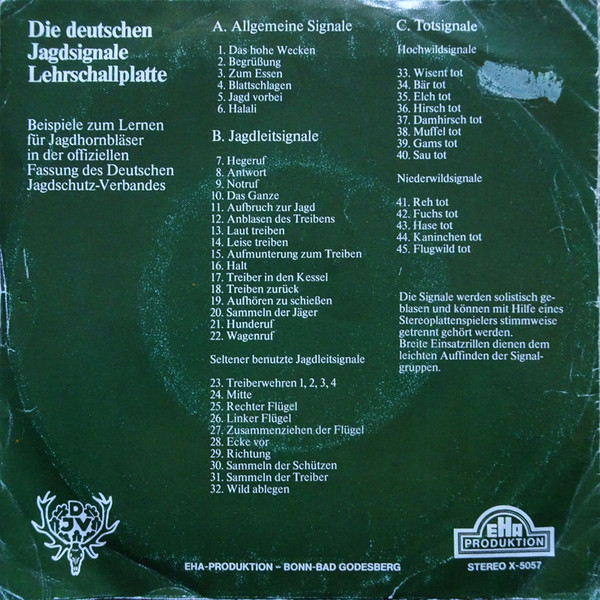 Die deutschen
Jagdsignale
Lehrschallplatte
Beispiele zum Lernen
für Jagdhornbläser
in der offiziellen
Fassung des Deutschen
Jagdschutz-Verbandes
A. Allgemeine Signale
1. Das hohe Wecken
2. Begrüßung
3. Zum Essen
4. Blattschlagen
5. Jagd vorbei
6. Halali
B. Jagdleitsignale
7. Hegeruf
8. Antwort
9. Notruf
10. Das Ganze
11. Aufbruch zur Jagd
12. Anblasen des Treibens
13. Laut treiben
14. Leise treiben
15. Aufmunterung zum Treiben
16. Halt
17. Treiber in den Kessel
18. Treiben zurück
19. Aufhören zu schießen
20. Sammeln der Jäger
21. Hunderuf
22. Wagenruf
Seltener benutzte Jagdleitsignale
23. Treiberwehren 1, 2, 3, 4
24. Mitte
25. Rechter Flügel
26. Linker Flügel
27. Zusammenziehen der Flügel
28. Ecke vor
29. Richtung
30. Sammeln der Schützen
31. Sammeln der Treiber
32. Wild ablegen
C. Totsignale
Hochwildsignale
33. Wisent tot
34. Bär tot
35. Elch tot
36. Hirsch tot
37. Damhirsch tot
38. Muffel tot
39. Gams tot
40. Sau tot
Niederwildsignale
41. Reh tot
42. Fuchs tot
43. Hase tot
44. Kaninchen tot
45. Flugwild tot
Die Signale werden solistisch ge-
blasen und können mit Hilfe eines
Stereoplattenspielers stimmweise
getrennt gehört werden.
Breite Einsatzrillen dienen dem
leichten Auffinden der Signal-
gruppen.
DJV
EHA-PRODUKTION – BONN-BAD GODESBERG
EHA
PRODUKTION
STEREO X-5057